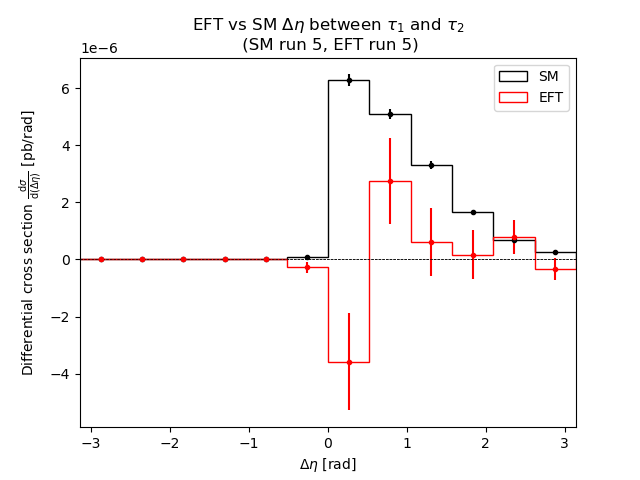 EFT vs SM Δη between τ₁ and τ₂
(SM run 5, EFT run 5)
1e−6
SM
EFT
Differential cross section dσ/d(Δη) [pb/rad]
6
4
2
0
−2
−4
−3
−2
−1
0
1
2
3
Δη [rad]